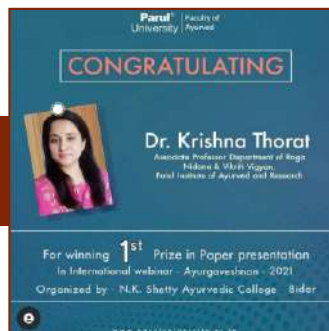 Parul® University
Faculty of Ayurved
CONGRATULATING
Dr. Krishna Thorat
Associate Professor Department of Roga
Nidana & Vikriti Vigyan,
Parul Institute of Ayurved and Research
For winning 1st Prize in Paper presentation
In International webinar - Ayurgaveshnan - 2021
Organized by - N.K. Shetty Ayurvedic College - Bidar